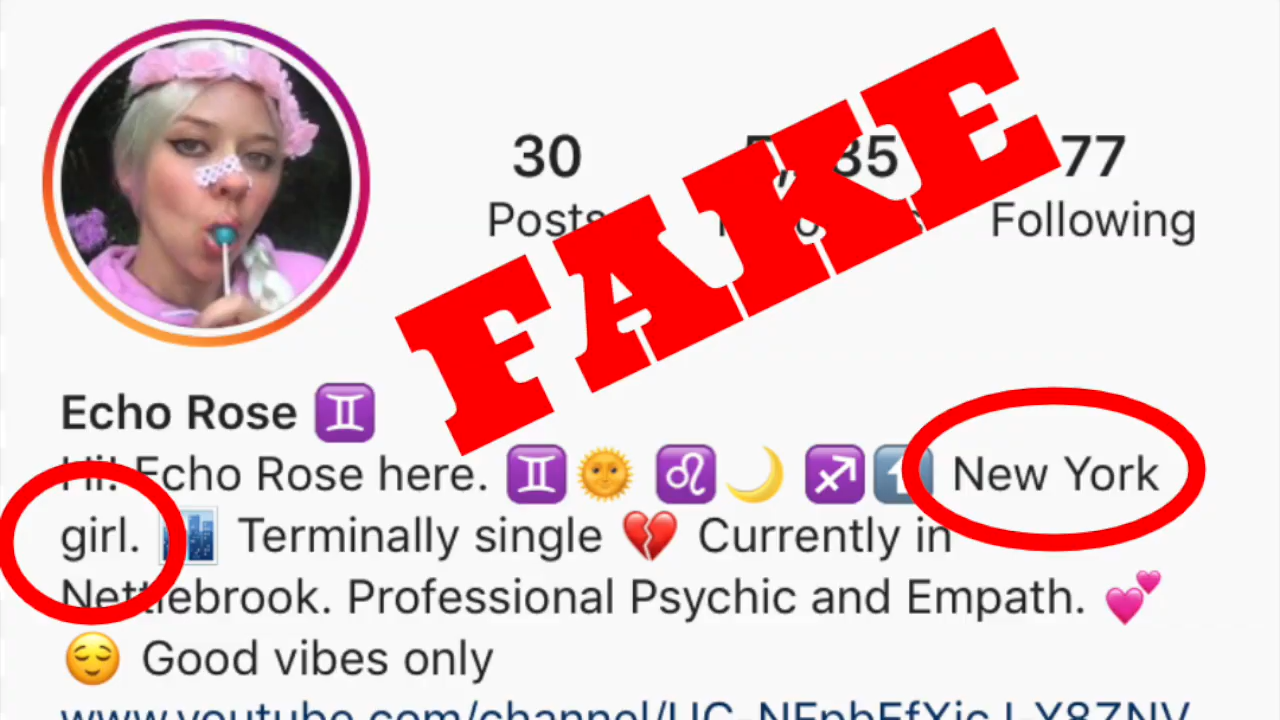 30
77
Posts
Following
FAKE
Echo Rose ♊
Hi! Echo Rose here. ♊🌞 ♌🌙 ♐⬆️ New York
girl. 🏙️ Terminally single 💔 Currently in
Nettlebrook. Professional Psychic and Empath. 💕
😌 Good vibes only